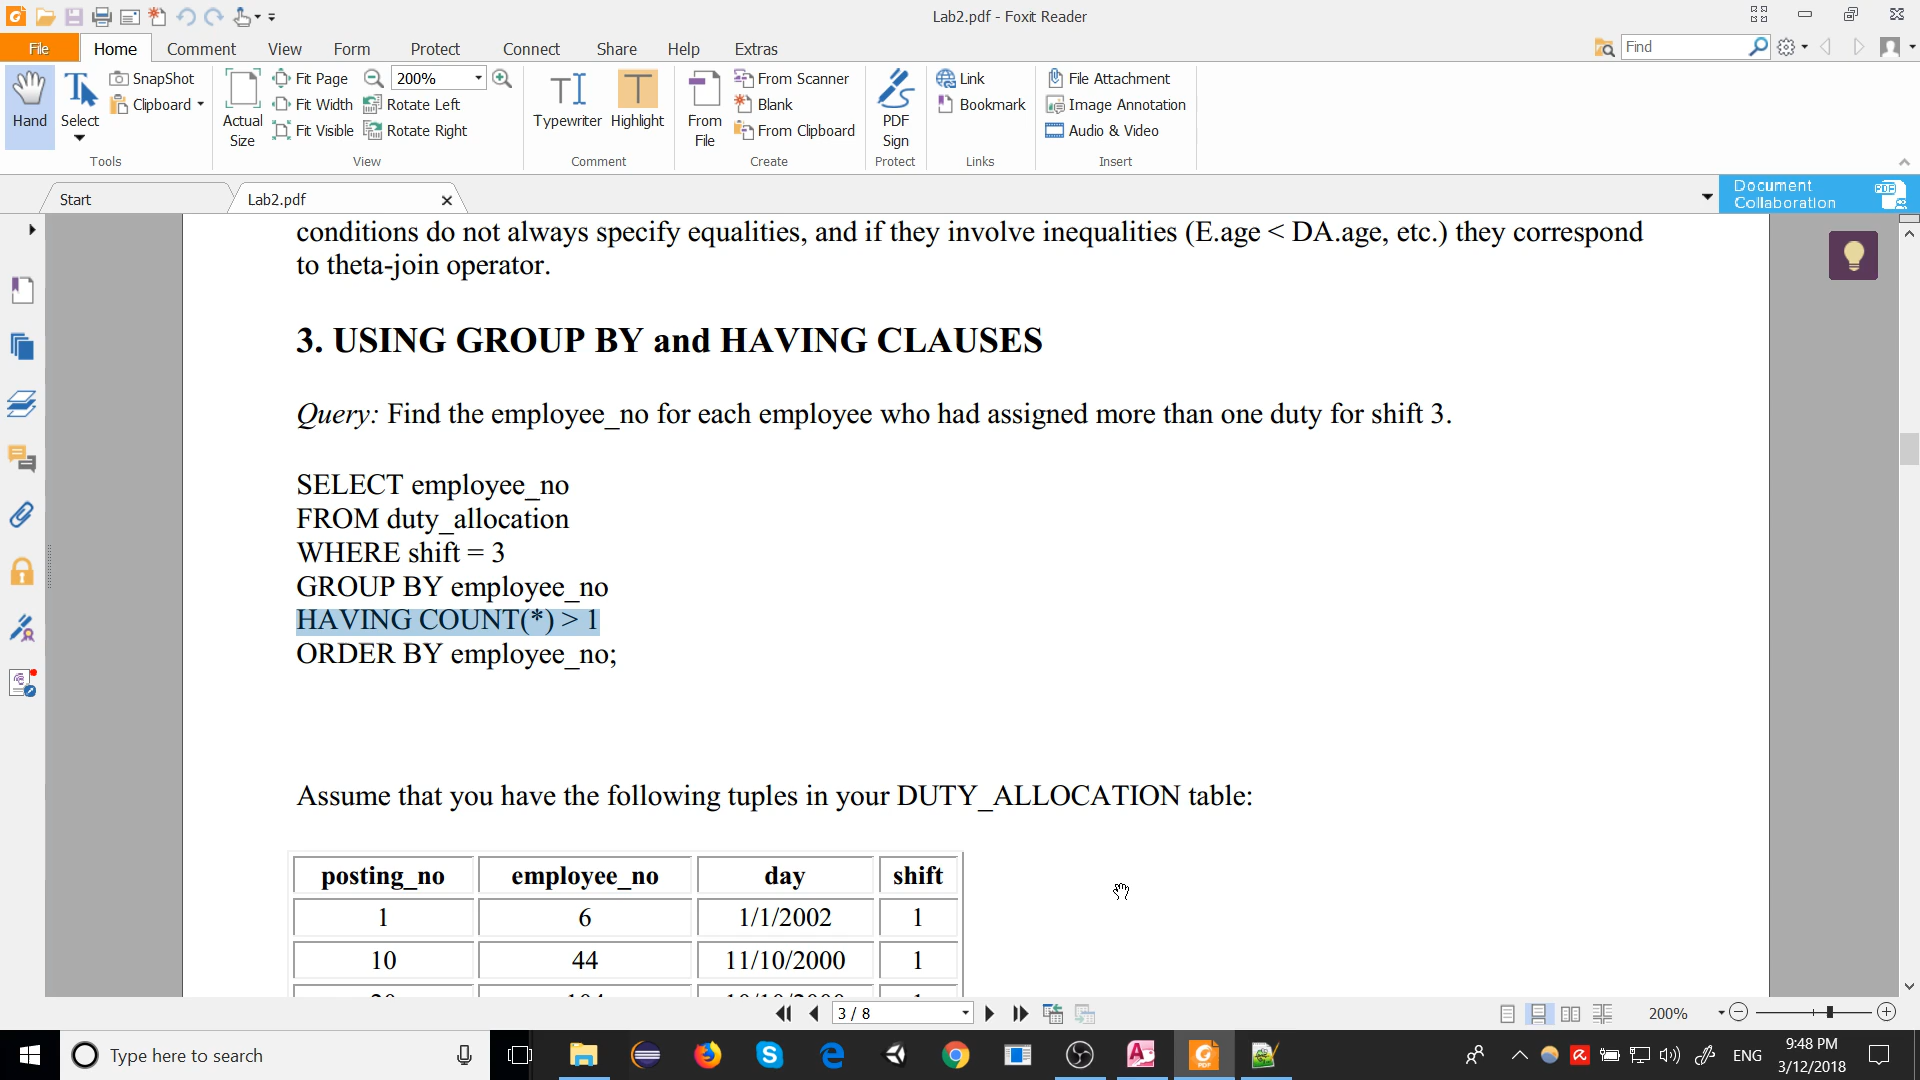 Lab2.pdf - Foxit Reader
File Home Comment View Form Protect Connect Share Help Extras
Find
Hand
Select
SnapShot
Clipboard
Tools
Actual Size
Fit Page
Fit Width
Fit Visible
200%
Rotate Left
Rotate Right
View
Typewriter
Highlight
Comment
From File
From Scanner
Blank
From Clipboard
Create
PDF Sign
Protect
Link
Bookmark
Links
File Attachment
Image Annotation
Audio & Video
Insert
Start
Lab2.pdf
Document
Collaboration
conditions do not always specify equalities, and if they involve inequalities (E.age < DA.age, etc.) they correspond
to theta-join operator.
3. USING GROUP BY and HAVING CLAUSES
Query: Find the employee_no for each employee who had assigned more than one duty for shift 3.
SELECT employee_no
FROM duty_allocation
WHERE shift = 3
GROUP BY employee_no
HAVING COUNT(*) > 1
ORDER BY employee_no;
Assume that you have the following tuples in your DUTY_ALLOCATION table:
posting_no employee_no day shift
1 6 1/1/2002 1
10 44 11/10/2000 1
3 / 8
200%
Type here to search
ENG
9:48 PM
3/12/2018